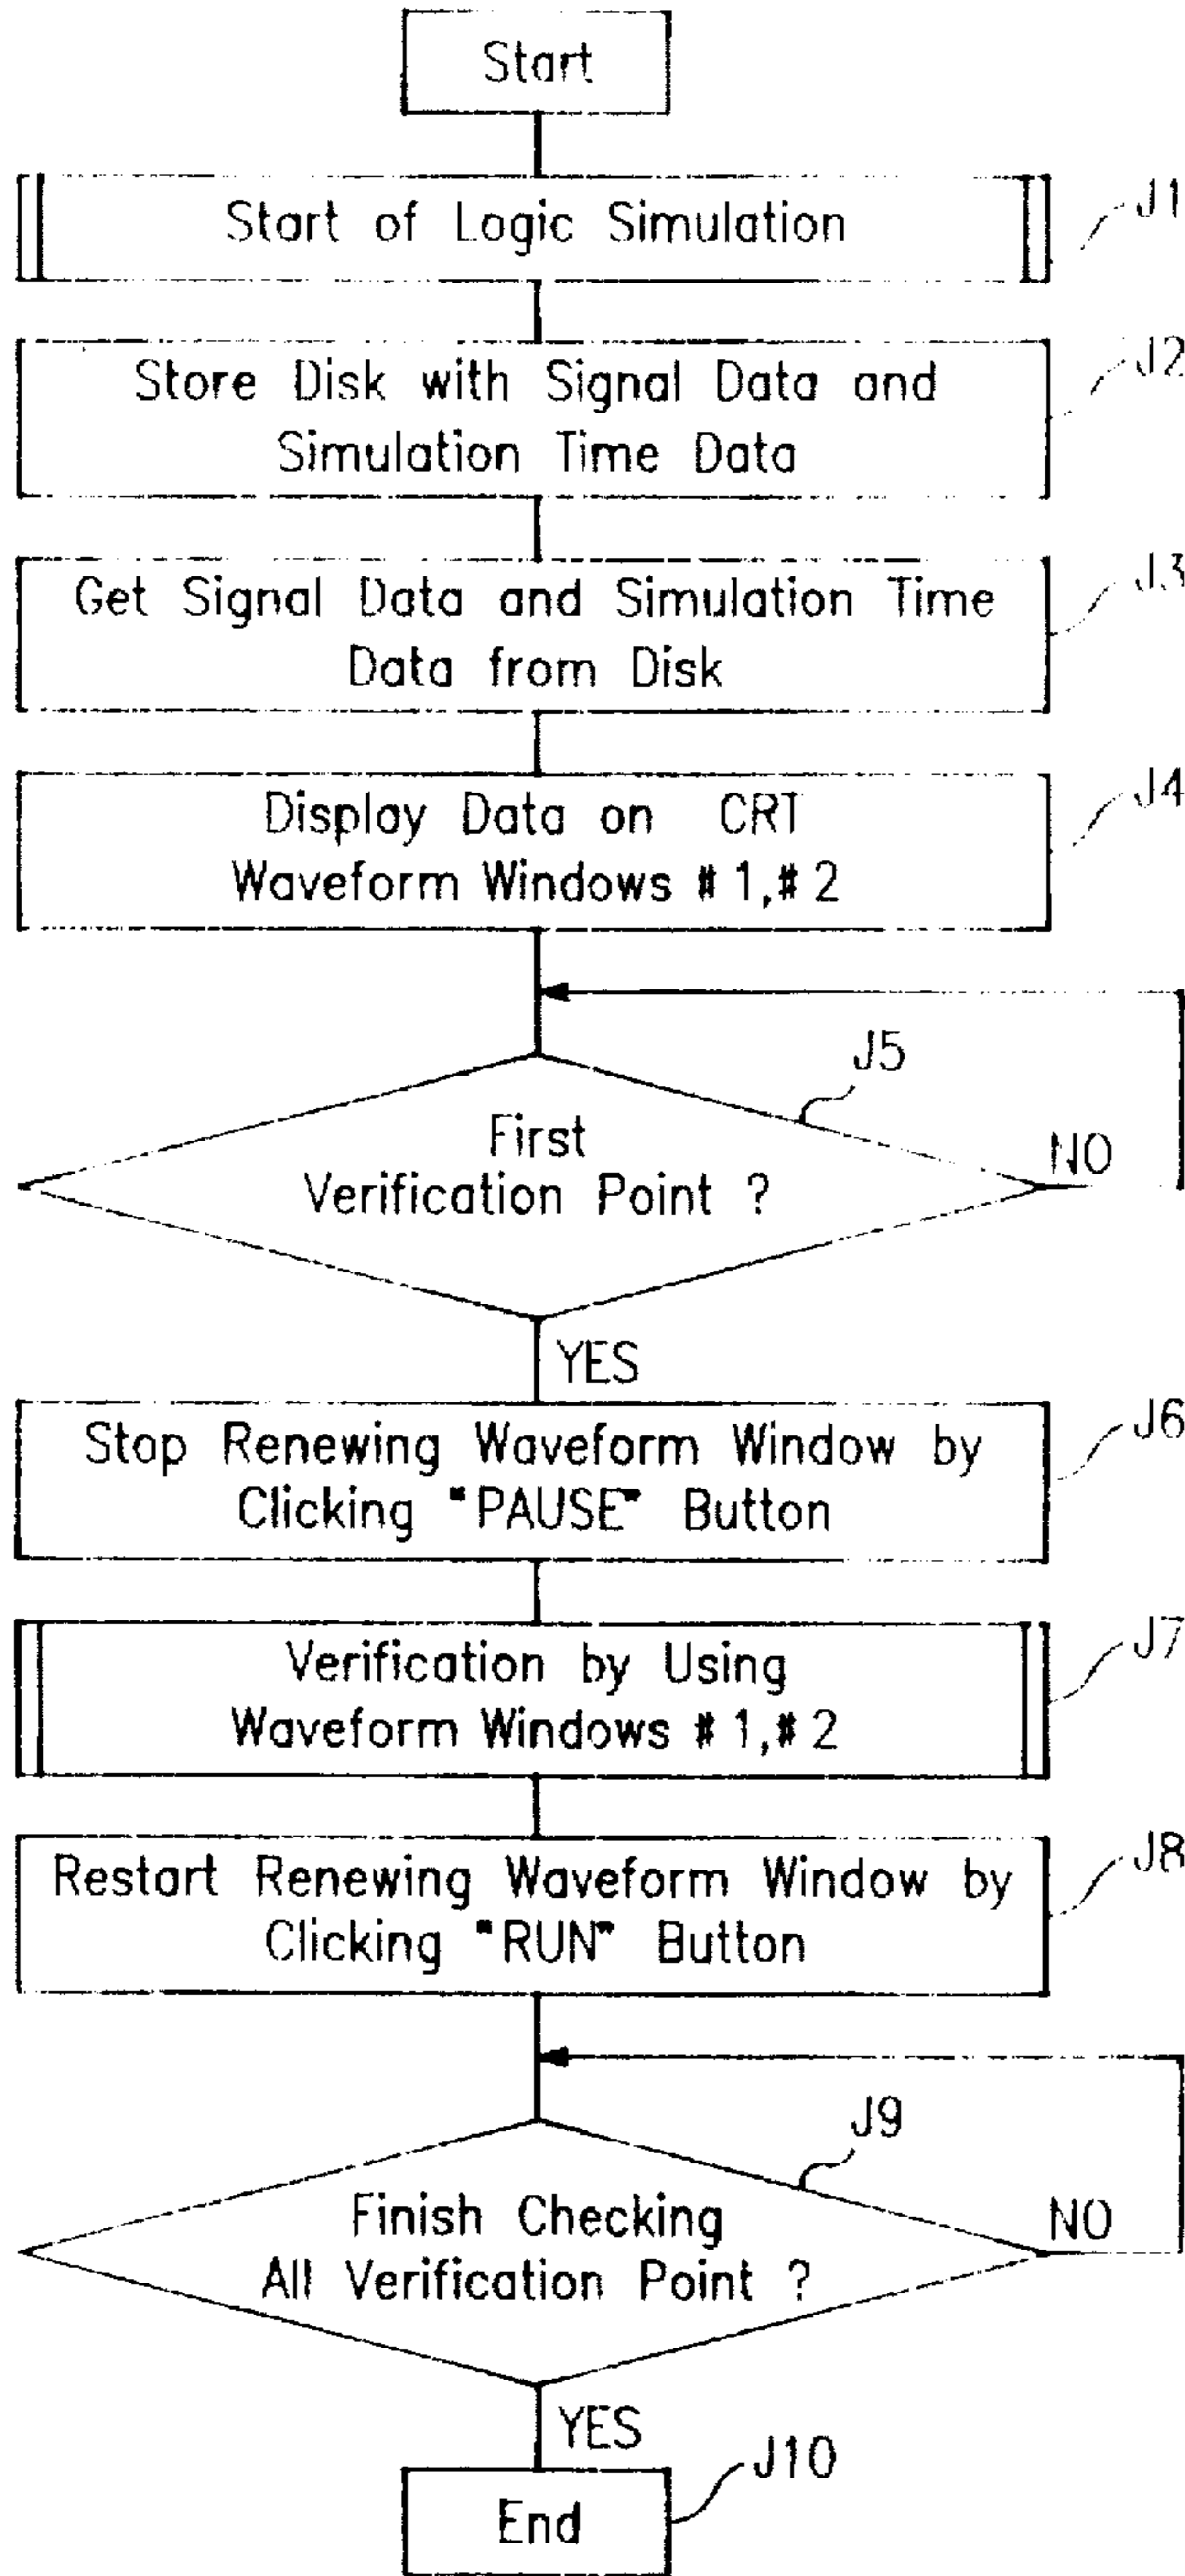 Start
Start of Logic Simulation
J1
Store Disk with Signal Data and
Simulation Time Data
J2
Get Signal Data and Simulation Time
Data from Disk
J3
Display Data on CRT
Waveform Windows #1,#2
J4
J5
First
Verification Point ?
NO
YES
Stop Renewing Waveform Window by
Clicking "PAUSE" Button
J6
Verification by Using
Waveform Windows #1,#2
J7
Restart Renewing Waveform Window by
Clicking "RUN" Button
J8
J9
Finish Checking
All Verification Point ?
NO
YES
J10
End